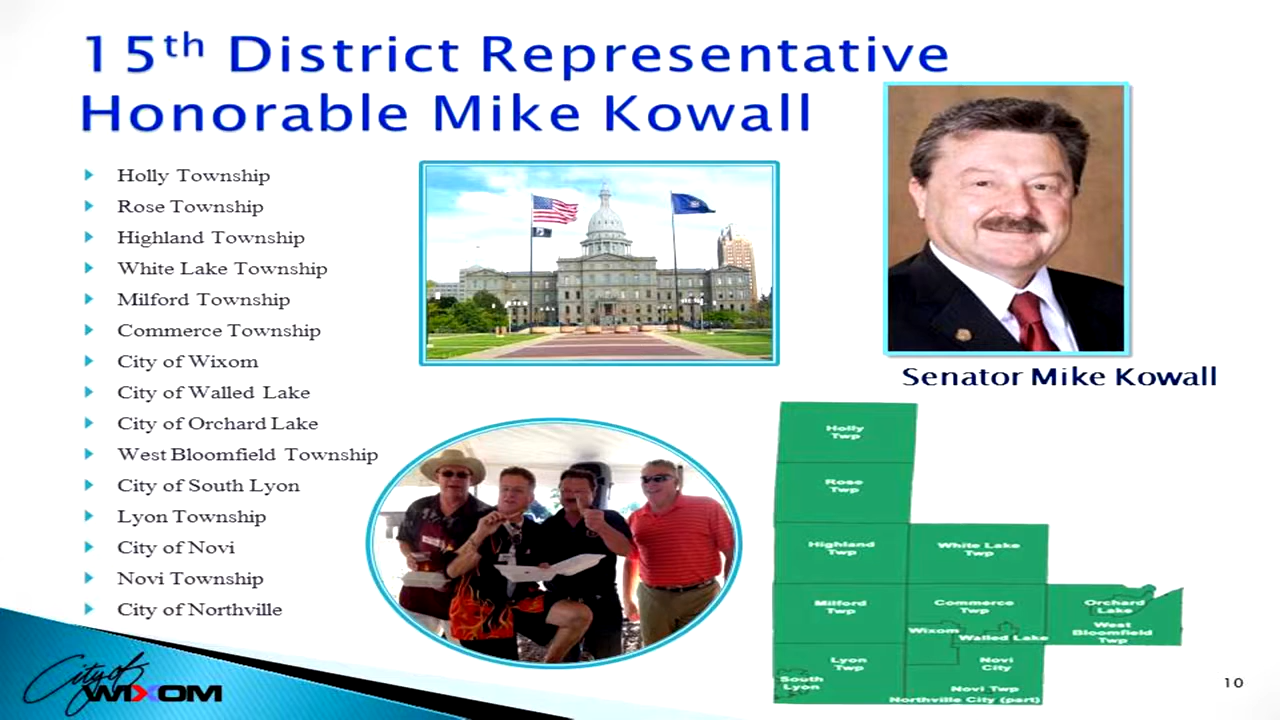 15th District Representative
Honorable Mike Kowall
Holly Township
Rose Township
Highland Township
White Lake Township
Milford Township
Commerce Township
City of Wixom
City of Walled Lake
City of Orchard Lake
West Bloomfield Township
City of South Lyon
Lyon Township
City of Novi
Novi Township
City of Northville
Senator Mike Kowall
Holly
Twp
Rose
Twp
Highland
Twp
White Lake
Twp
Milford
Twp
Commerce
Twp
Orchard
Lake
West
Bloomfield
Twp
Wixom
Walled Lake
Lyon
Twp
South
Lyon
Novi
City
Novi Twp
Northville City (part)
City of
WIXOM
10